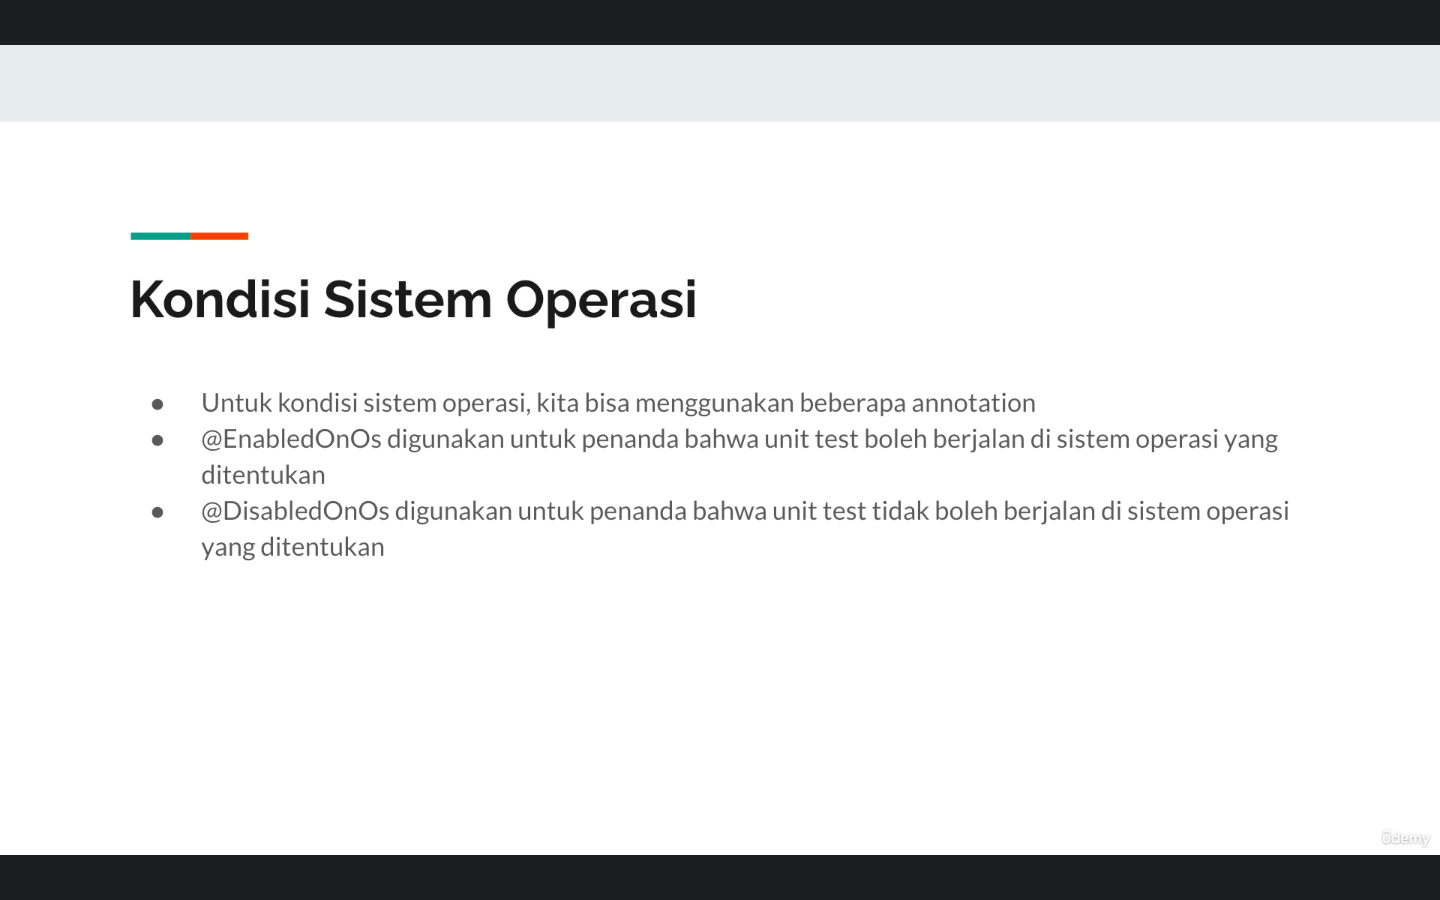 Kondisi Sistem Operasi
● Untuk kondisi sistem operasi, kita bisa menggunakan beberapa annotation
● @EnabledOnOs digunakan untuk penanda bahwa unit test boleh berjalan di sistem operasi yang
ditentukan
● @DisabledOnOs digunakan untuk penanda bahwa unit test tidak boleh berjalan di sistem operasi
yang ditentukan
ûdemy